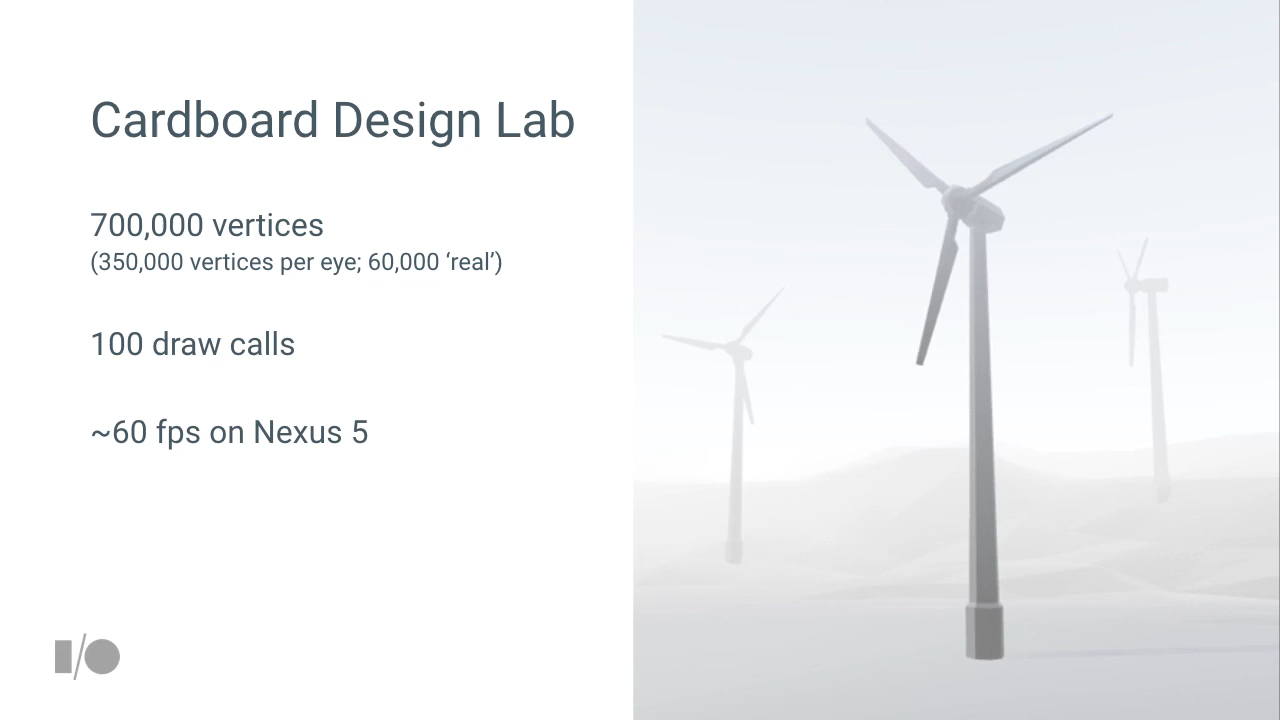 Cardboard Design Lab
700,000 vertices
(350,000 vertices per eye; 60,000 ‘real’)
100 draw calls
~60 fps on Nexus 5
I/O